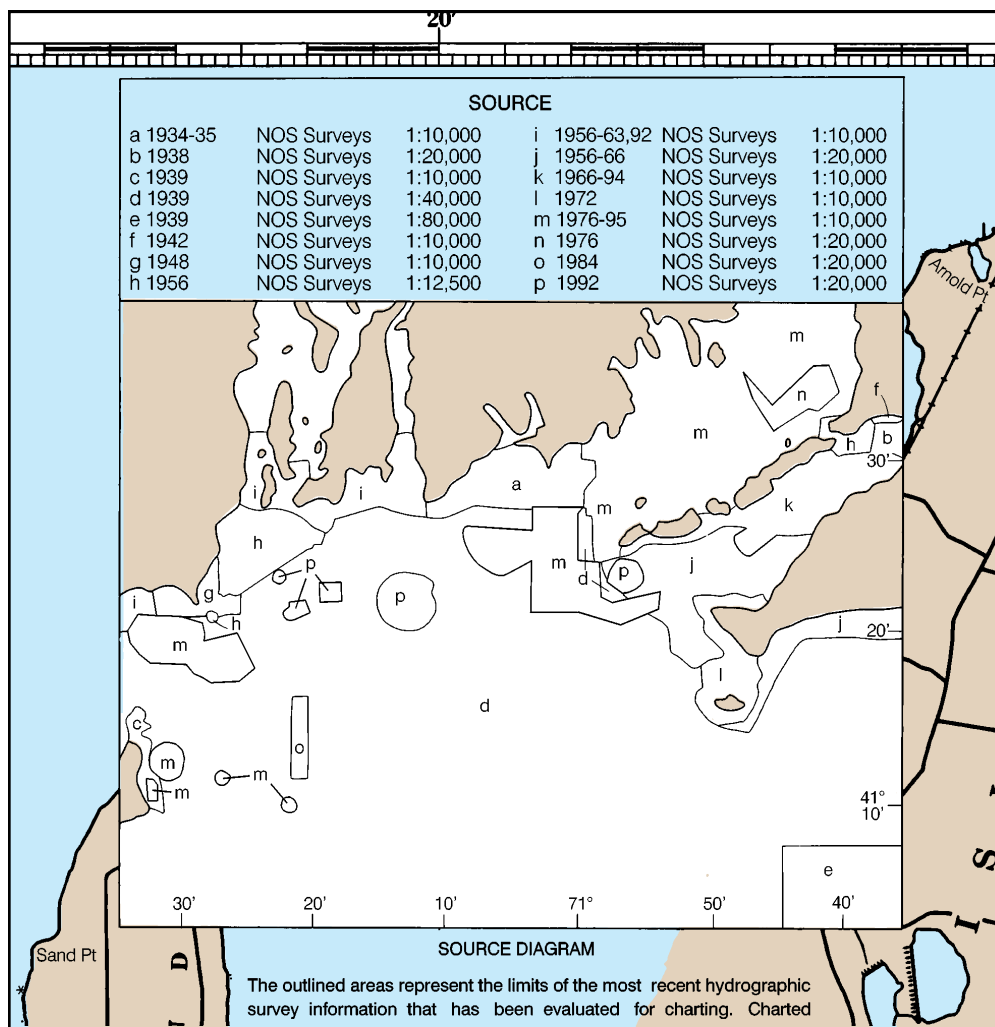 20'
SOURCE
a 1934-35 NOS Surveys 1:10,000 i 1956-63,92 NOS Surveys 1:10,000
b 1938 NOS Surveys 1:20,000 j 1956-66 NOS Surveys 1:20,000
c 1939 NOS Surveys 1:10,000 k 1966-94 NOS Surveys 1:10,000
d 1939 NOS Surveys 1:40,000 l 1972 NOS Surveys 1:10,000
e 1939 NOS Surveys 1:80,000 m 1976-95 NOS Surveys 1:10,000
f 1942 NOS Surveys 1:10,000 n 1976 NOS Surveys 1:20,000
g 1948 NOS Surveys 1:10,000 o 1984 NOS Surveys 1:20,000
h 1956 NOS Surveys 1:12,500 p 1992 NOS Surveys 1:20,000
Arnold Pt
m
n f
m h b
30'
i i a
k
m
h
p m d p j
g p
i
h
j 20'
m
l
d
c
o
m m
m
41°
10'
e
30' 20' 10' 71° 50' 40'
I S I
Sand Pt
D
SOURCE DIAGRAM
The outlined areas represent the limits of the most recent hydrographic
survey information that has been evaluated for charting. Charted